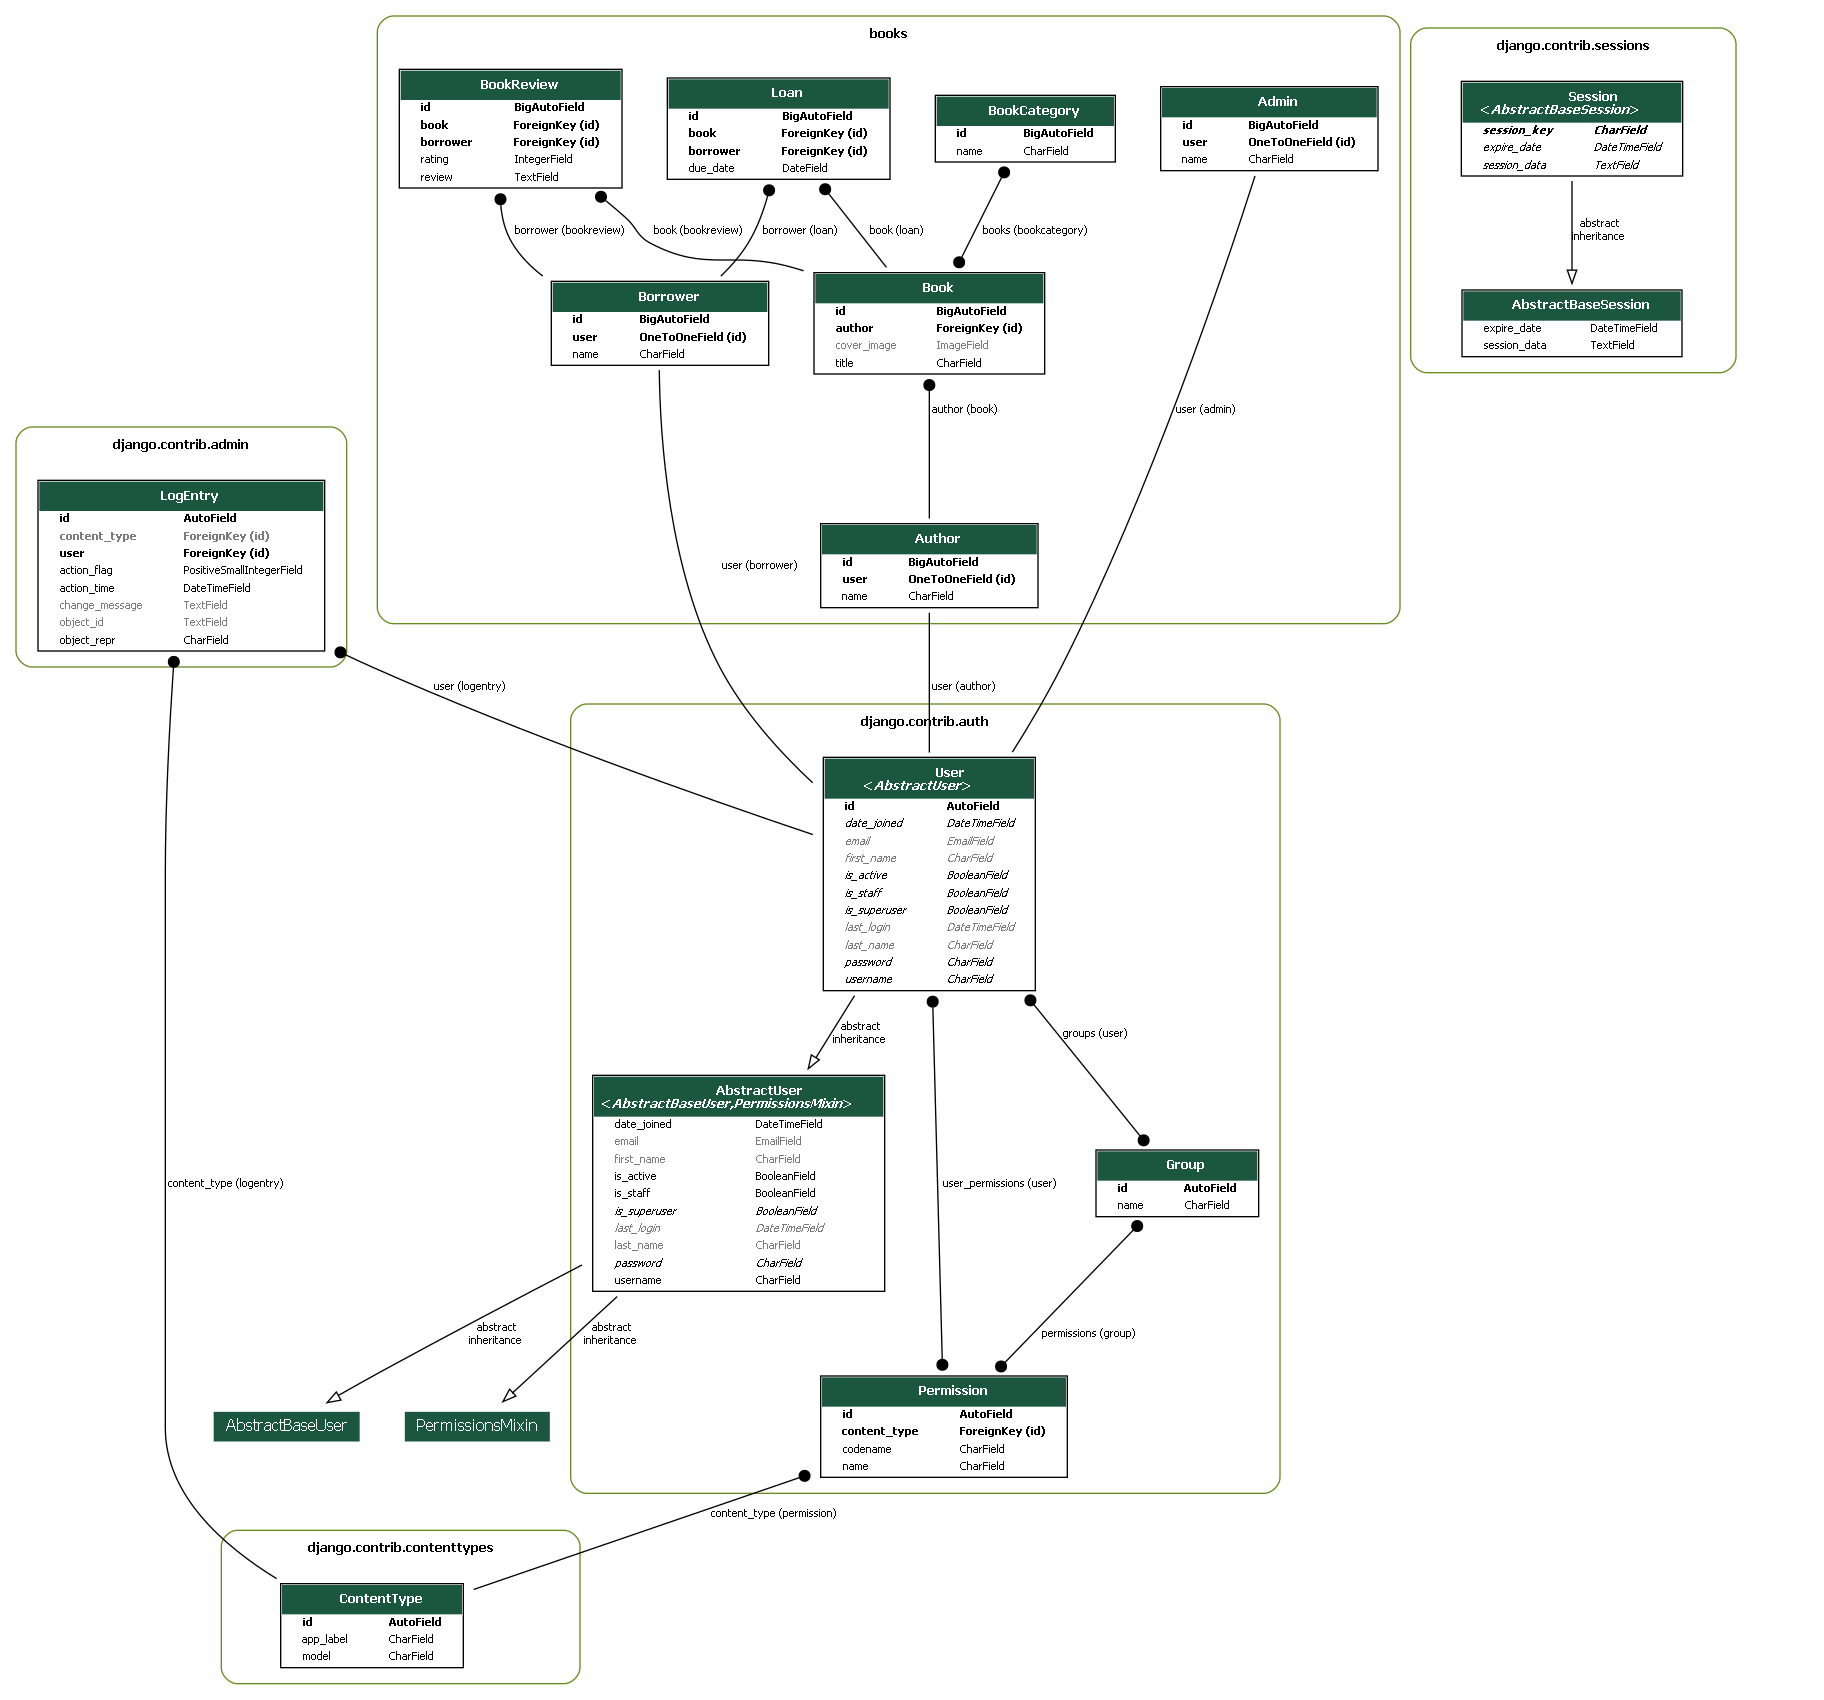 books
BookReview
id BigAutoField
book ForeignKey (id)
borrower ForeignKey (id)
rating IntegerField
review TextField
Loan
id BigAutoField
book ForeignKey (id)
borrower ForeignKey (id)
due_date DateField
BookCategory
id BigAutoField
name CharField
Admin
id BigAutoField
user OneToOneField (id)
name CharField
django.contrib.sessions
Session
<AbstractBaseSession>
session_key CharField
expire_date DateTimeField
session_data TextField
abstract
inheritance
AbstractBaseSession
expire_date DateTimeField
session_data TextField
borrower (bookreview)
book (bookreview)
borrower (loan)
book (loan)
books (bookcategory)
Borrower
id BigAutoField
user OneToOneField (id)
name CharField
Book
id BigAutoField
author ForeignKey (id)
cover_image ImageField
title CharField
author (book)
user (admin)
django.contrib.admin
LogEntry
id AutoField
content_type ForeignKey (id)
user ForeignKey (id)
action_flag PositiveSmallIntegerField
action_time DateTimeField
change_message TextField
object_id TextField
object_repr CharField
user (borrower)
Author
id BigAutoField
user OneToOneField (id)
name CharField
user (logentry)
user (author)
django.contrib.auth
User
<AbstractUser>
id AutoField
date_joined DateTimeField
email EmailField
first_name CharField
is_active BooleanField
is_staff BooleanField
is_superuser BooleanField
last_login DateTimeField
last_name CharField
password CharField
username CharField
abstract
inheritance
groups (user)
AbstractUser
<AbstractBaseUser,PermissionsMixin>
date_joined DateTimeField
email EmailField
first_name CharField
is_active BooleanField
is_staff BooleanField
is_superuser BooleanField
last_login DateTimeField
last_name CharField
password CharField
username CharField
content_type (logentry)
user_permissions (user)
Group
id AutoField
name CharField
abstract
inheritance
abstract
inheritance
permissions (group)
AbstractBaseUser
PermissionsMixin
Permission
id AutoField
content_type ForeignKey (id)
codename CharField
name CharField
content_type (permission)
django.contrib.contenttypes
ContentType
id AutoField
app_label CharField
model CharField